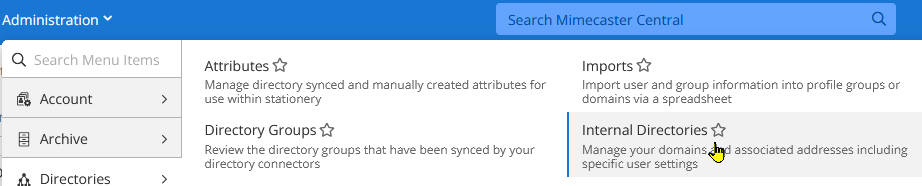 Administration
Search Mimecaster Central
Search Menu Items
Account
Archive
Directories
Attributes
Manage directory synced and manually created attributes for
use within stationery
Imports
Import user and group information into profile groups or
domains via a spreadsheet
Directory Groups
Review the directory groups that have been synced by your
directory connectors
Internal Directories
Manage your domains and associated addresses including
specific user settings